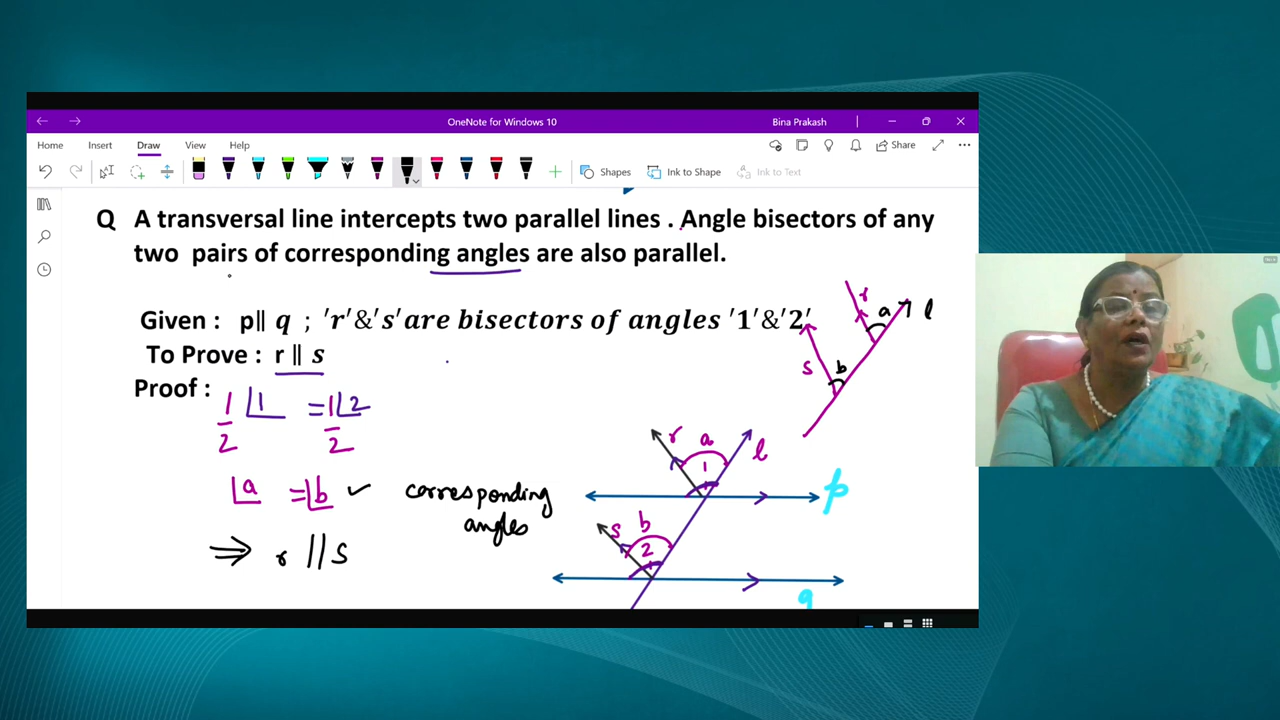 OneNote for Windows 10
Bina Prakash
Home Insert Draw View Help
Share
Shapes Ink to Shape Ink to Text
Q A transversal line intercepts two parallel lines . Angle bisectors of any
two pairs of corresponding angles are also parallel.
Given : p∥ q ; 'r'&'s'are bisectors of angles '1'&'2'
To Prove : r ∥ s
Proof :
1/2 ∠1 = 1/2 ∠2
∠a = ∠b ✓ corresponding
angles
⇒ r // s
r a l
s b
r a l
1 p
s b
2
q